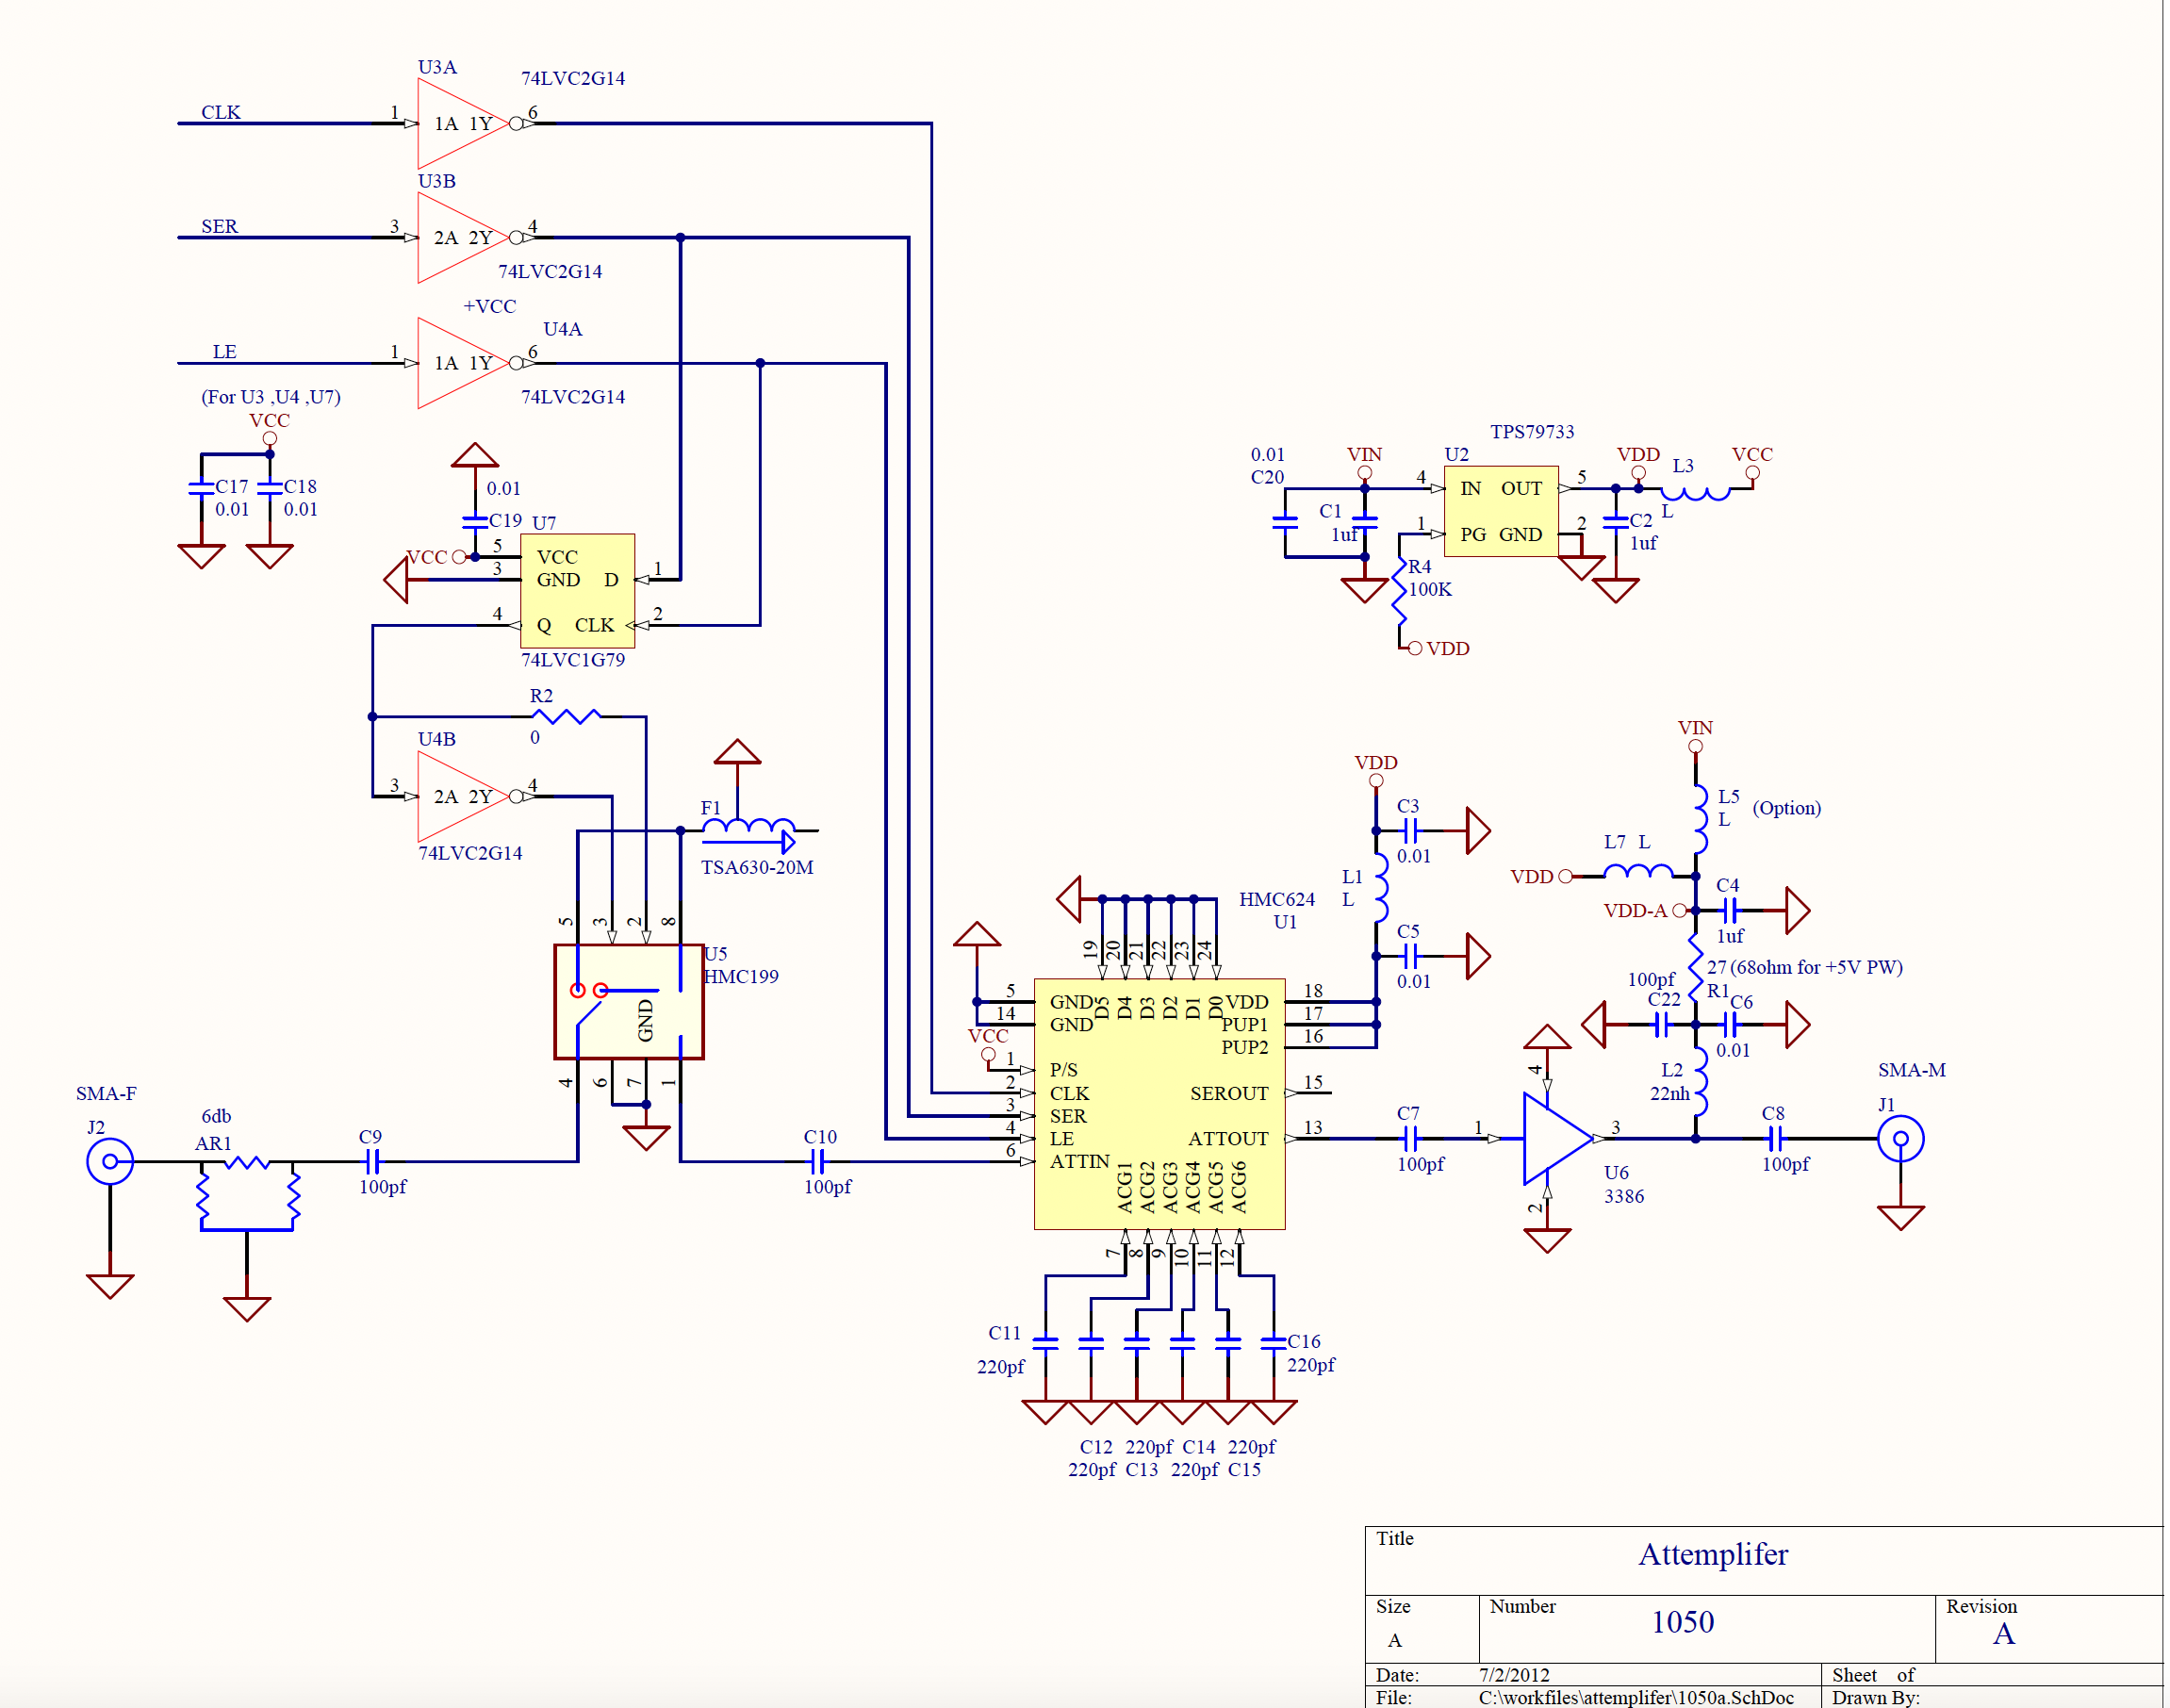 U3A
74LVC2G14
CLK
1
1A 1Y
6
U3B
SER
3
2A 2Y
4
74LVC2G14
+VCC
U4A
LE
1
1A 1Y
6
(For U3 ,U4 ,U7)
74LVC2G14
VCC
C17
0.01
C18
0.01
0.01
C19
U7
VCC
5
VCC
3
GND
D
1
4
Q
CLK
2
74LVC1G79
R2
0
U4B
3
2A 2Y
4
74LVC2G14
F1
TSA630-20M
5
3
2
8
U5
HMC199
GND
4
6
7
1
SMA-F
J2
6db
AR1
C9
100pf
C10
100pf
TPS79733
0.01
C20
VIN
U2
VDD
L3
VCC
4
IN
OUT
5
L
C1
1uf
1
PG
GND
2
C2
1uf
R4
100K
VDD
VDD
C3
0.01
L1
L
C5
0.01
HMC624
U1
19
20
21
22
23
24
D5
D4
D3
D2
D1
D0
5
GND
14
GND
VCC
1
P/S
2
CLK
3
SER
4
LE
6
ATTIN
VDD
18
PUP1
17
PUP2
16
SEROUT
15
ATTOUT
13
ACG1
ACG2
ACG3
ACG4
ACG5
ACG6
7
8
9
10
11
12
C11
220pf
C16
220pf
C12 220pf C14 220pf
220pf C13 220pf C15
VIN
L5
L
(Option)
L7 L
VDD
VDD-A
C4
1uf
27 (68ohm for +5V PW)
R1
100pf
C22
C6
0.01
L2
22nh
C7
100pf
1
4
3
2
U6
3386
C8
100pf
SMA-M
J1
Title
Attemplifer
Size
A
Number
1050
Revision
A
Date:
7/2/2012
Sheet of
File:
C:\workfiles\attemplifer\1050a.SchDoc
Drawn By: